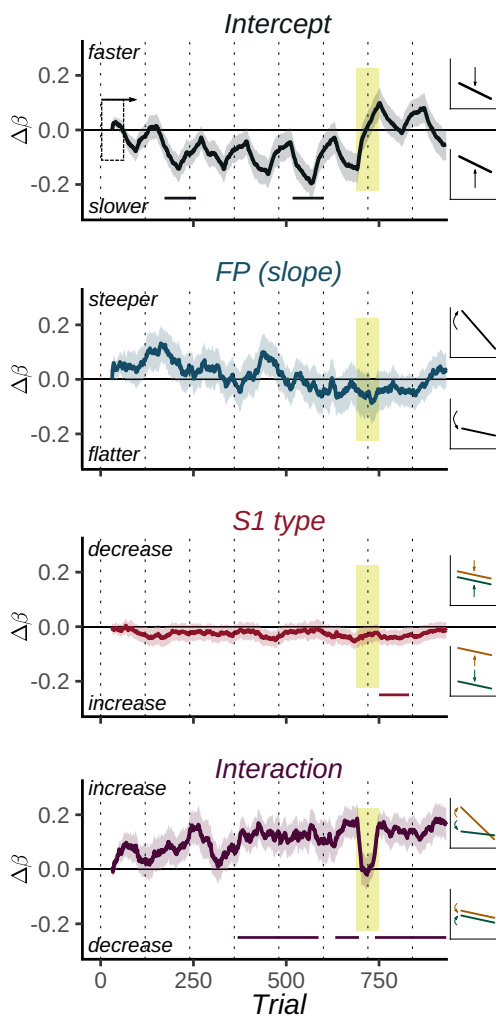 Intercept
faster
0.2
0.0
-0.2
Δβ
slower
FP (slope)
steeper
0.2
0.0
-0.2
Δβ
flatter
S1 type
decrease
0.2
0.0
-0.2
Δβ
increase
Interaction
increase
0.2
0.0
-0.2
Δβ
decrease
0 250 500 750
Trial